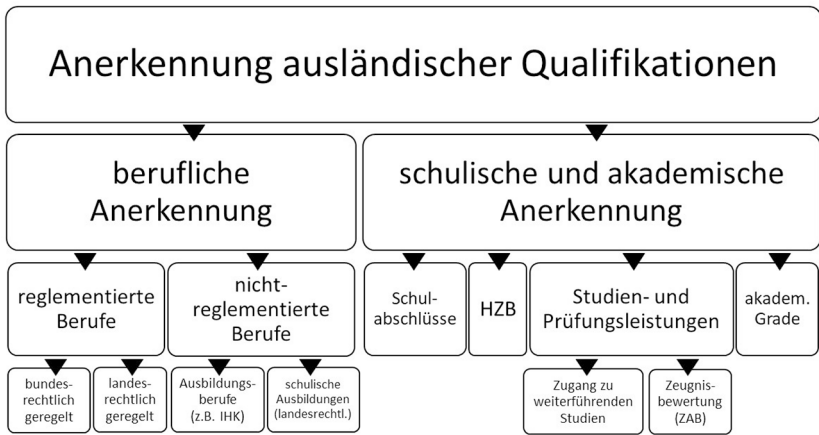 Anerkennung ausländischer Qualifikationen
berufliche
Anerkennung
schulische und akademische
Anerkennung
reglementierte
Berufe
nicht-
reglementierte
Berufe
Schul-
abschlüsse
HZB
Studien- und
Prüfungsleistungen
akadem.
Grade
bundes-
rechtlich
geregelt
landes-
rechtlich
geregelt
Ausbildungs-
berufe
(z.B. IHK)
schulische
Ausbildungen
(landesrechtl.)
Zugang zu
weiterführenden
Studien
Zeugnis-
bewertung
(ZAB)